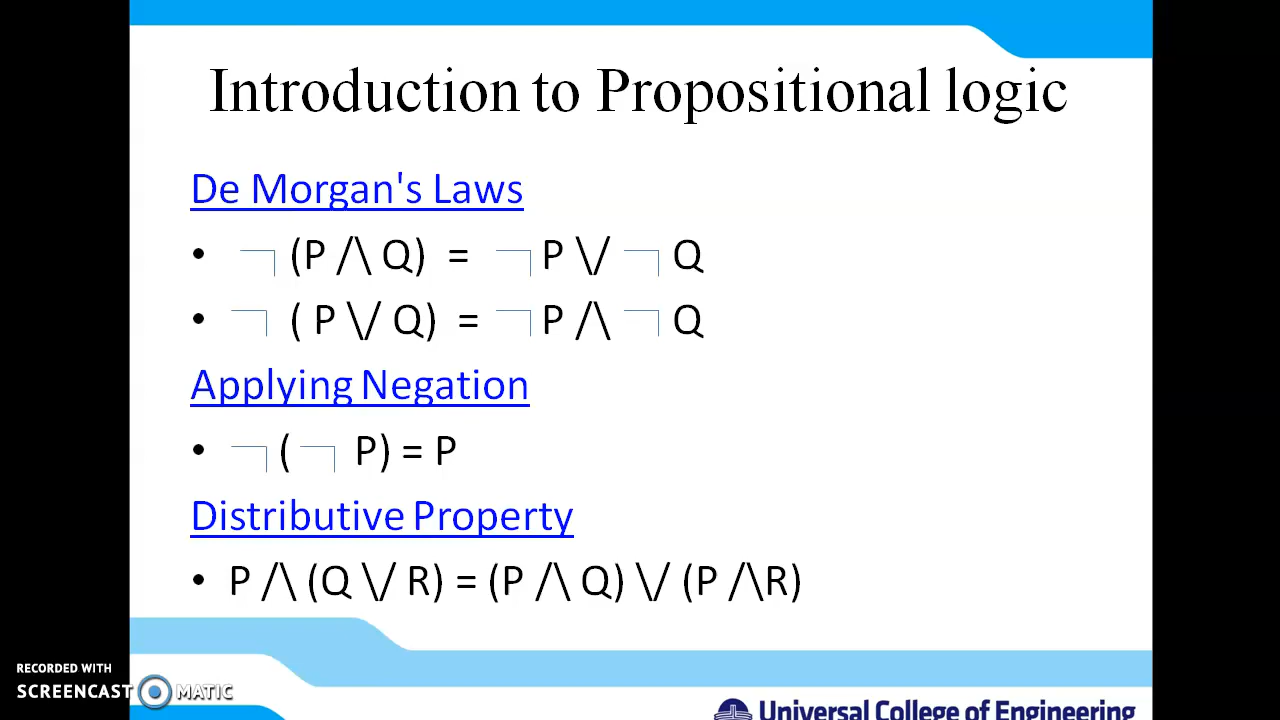 Introduction to Propositional logic
De Morgan's Laws
• ¬ (P /\ Q) = ¬ P \/ ¬ Q
• ¬ ( P \/ Q) = ¬ P /\ ¬ Q
Applying Negation
• ¬ ( ¬ P) = P
Distributive Property
• P /\ (Q \/ R) = (P /\ Q) \/ (P /\R)
RECORDED WITH
SCREENCAST MATIC
Universal College of Engineering